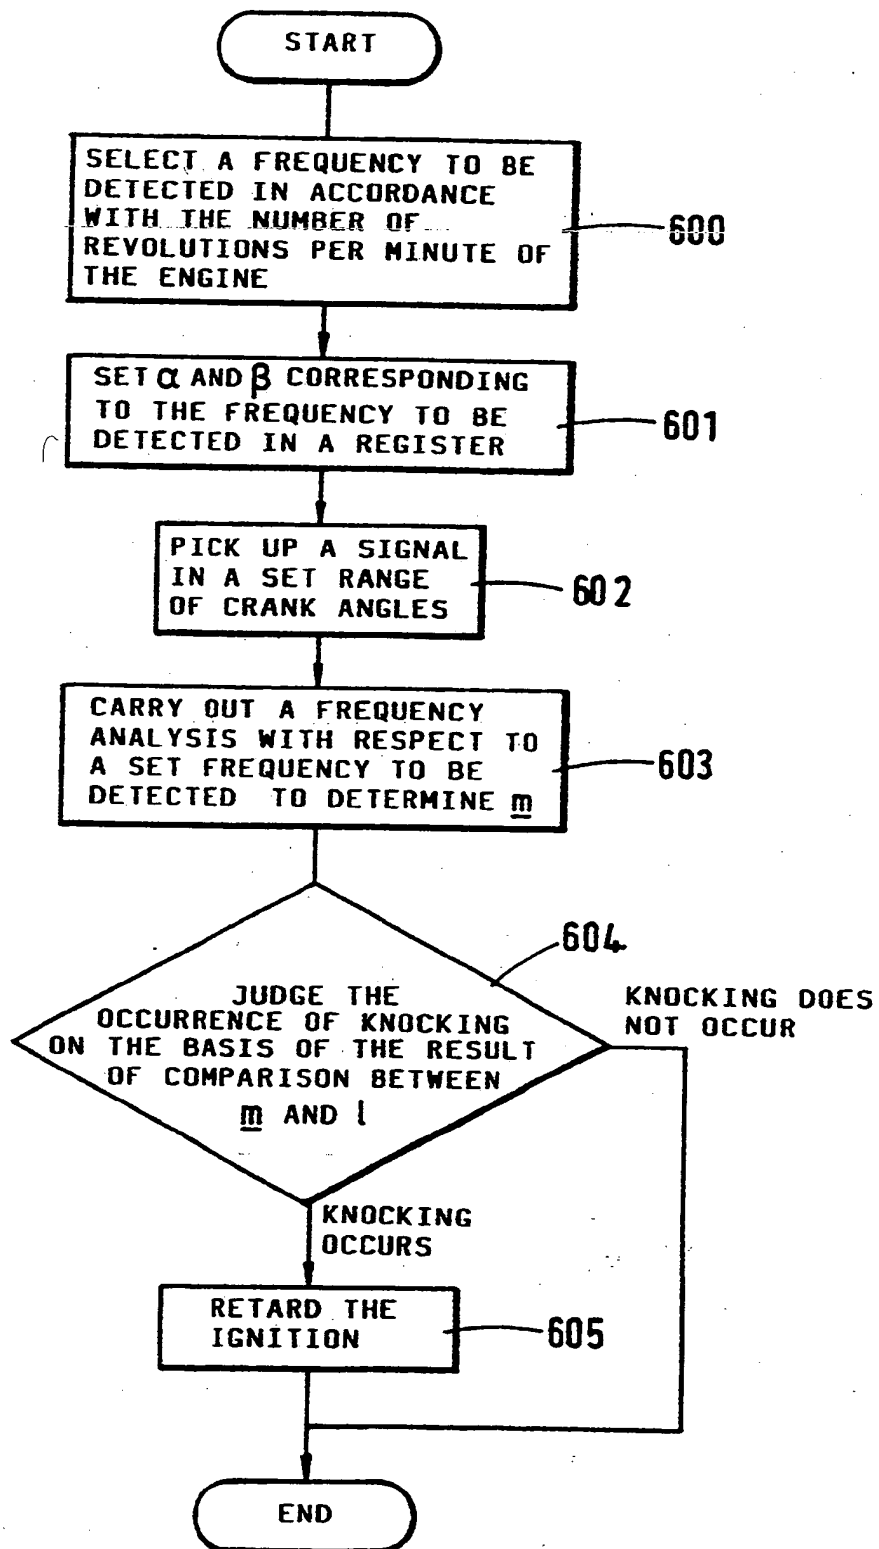 START
SELECT A FREQUENCY TO BE
DETECTED IN ACCORDANCE
WITH THE NUMBER OF
REVOLUTIONS PER MINUTE OF
THE ENGINE
600
SET α AND β CORRESPONDING
TO THE FREQUENCY TO BE
DETECTED IN A REGISTER
601
PICK UP A SIGNAL
IN A SET RANGE
OF CRANK ANGLES
602
CARRY OUT A FREQUENCY
ANALYSIS WITH RESPECT TO
A SET FREQUENCY TO BE
DETECTED TO DETERMINE m
603
604
JUDGE THE
OCCURRENCE OF KNOCKING
ON THE BASIS OF THE RESULT
OF COMPARISON BETWEEN
m AND l
KNOCKING DOES
NOT OCCUR
KNOCKING
OCCURS
RETARD THE
IGNITION
605
END